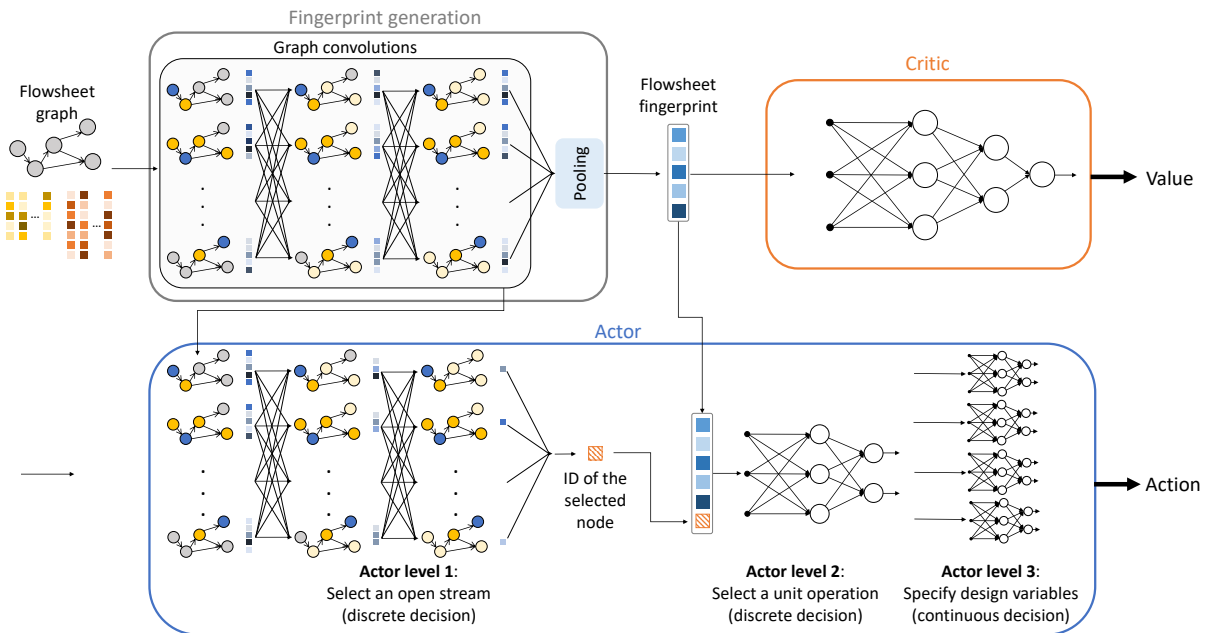 Fingerprint generation
Graph convolutions
Flowsheet
graph
...
...
Pooling
Flowsheet
fingerprint
Critic
Value
Actor
ID of the
selected
node
Action
Actor level 1:
Select an open stream
(discrete decision)
Actor level 2:
Select a unit operation
(discrete decision)
Actor level 3:
Specify design variables
(continuous decision)